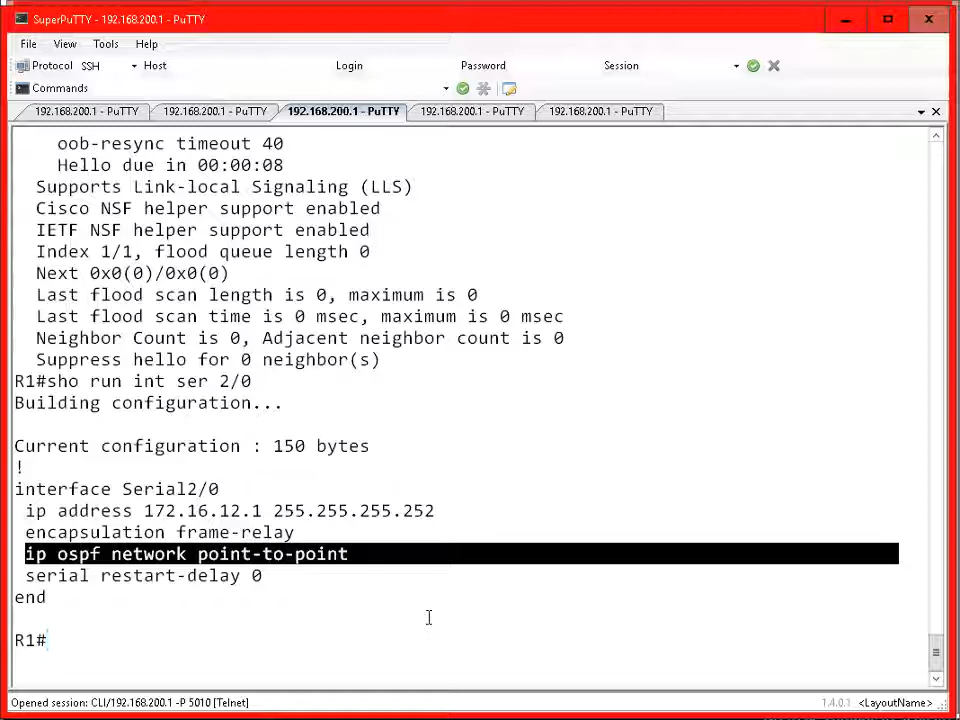 SuperPuTTY - 192.168.200.1 - PuTTY
File View Tools Help
Protocol SSH Host Login Password Session
Commands
192.168.200.1 - PuTTY 192.168.200.1 - PuTTY 192.168.200.1 - PuTTY 192.168.200.1 - PuTTY 192.168.200.1 - PuTTY
oob-resync timeout 40
Hello due in 00:00:08
Supports Link-local Signaling (LLS)
Cisco NSF helper support enabled
IETF NSF helper support enabled
Index 1/1, flood queue length 0
Next 0x0(0)/0x0(0)
Last flood scan length is 0, maximum is 0
Last flood scan time is 0 msec, maximum is 0 msec
Neighbor Count is 0, Adjacent neighbor count is 0
Suppress hello for 0 neighbor(s)
R1#sho run int ser 2/0
Building configuration...
Current configuration : 150 bytes
!
interface Serial2/0
ip address 172.16.12.1 255.255.255.252
encapsulation frame-relay
ip ospf network point-to-point
serial restart-delay 0
end
R1#
Opened session: CLI/192.168.200.1 -P 5010 [Telnet] 1.4.0.1 <LayoutName>